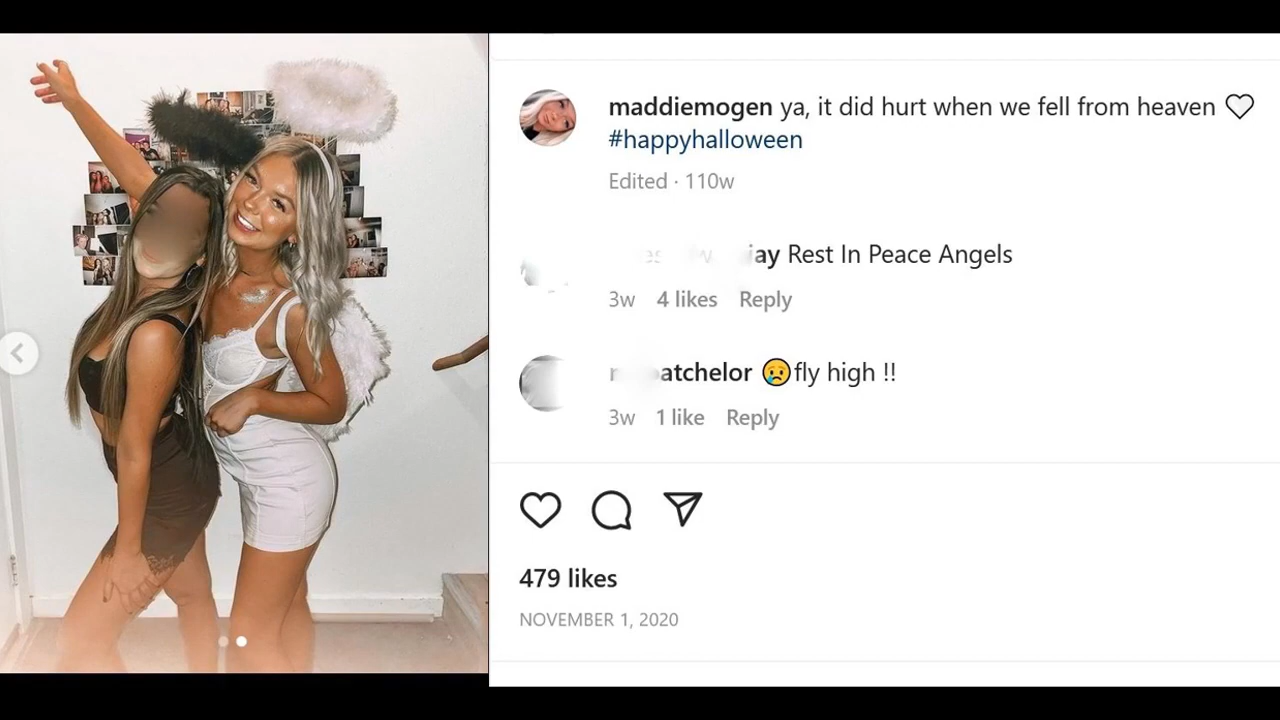 maddiemogen ya, it did hurt when we fell from heaven ♡
#happyhalloween
Edited · 110w
jay Rest In Peace Angels
3w 4 likes Reply
atchelor 😢fly high !!
3w 1 like Reply
479 likes
NOVEMBER 1, 2020